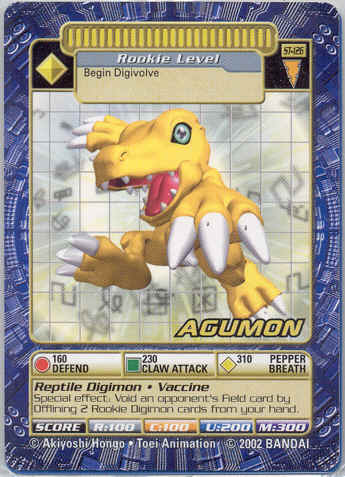 Rookie Level
ST-126
Begin Digivolve
AGUMON
160 DEFEND
230 CLAW ATTACK
310 PEPPER BREATH
Reptile Digimon • Vaccine
Special effect: Void an opponent's Field card by
Offlining 2 Rookie Digimon cards from your hand.
SCORE R:100 C:100 U:200 M:300
© Akiyoshi Hongo • Toei Animation © 2002 BANDAI